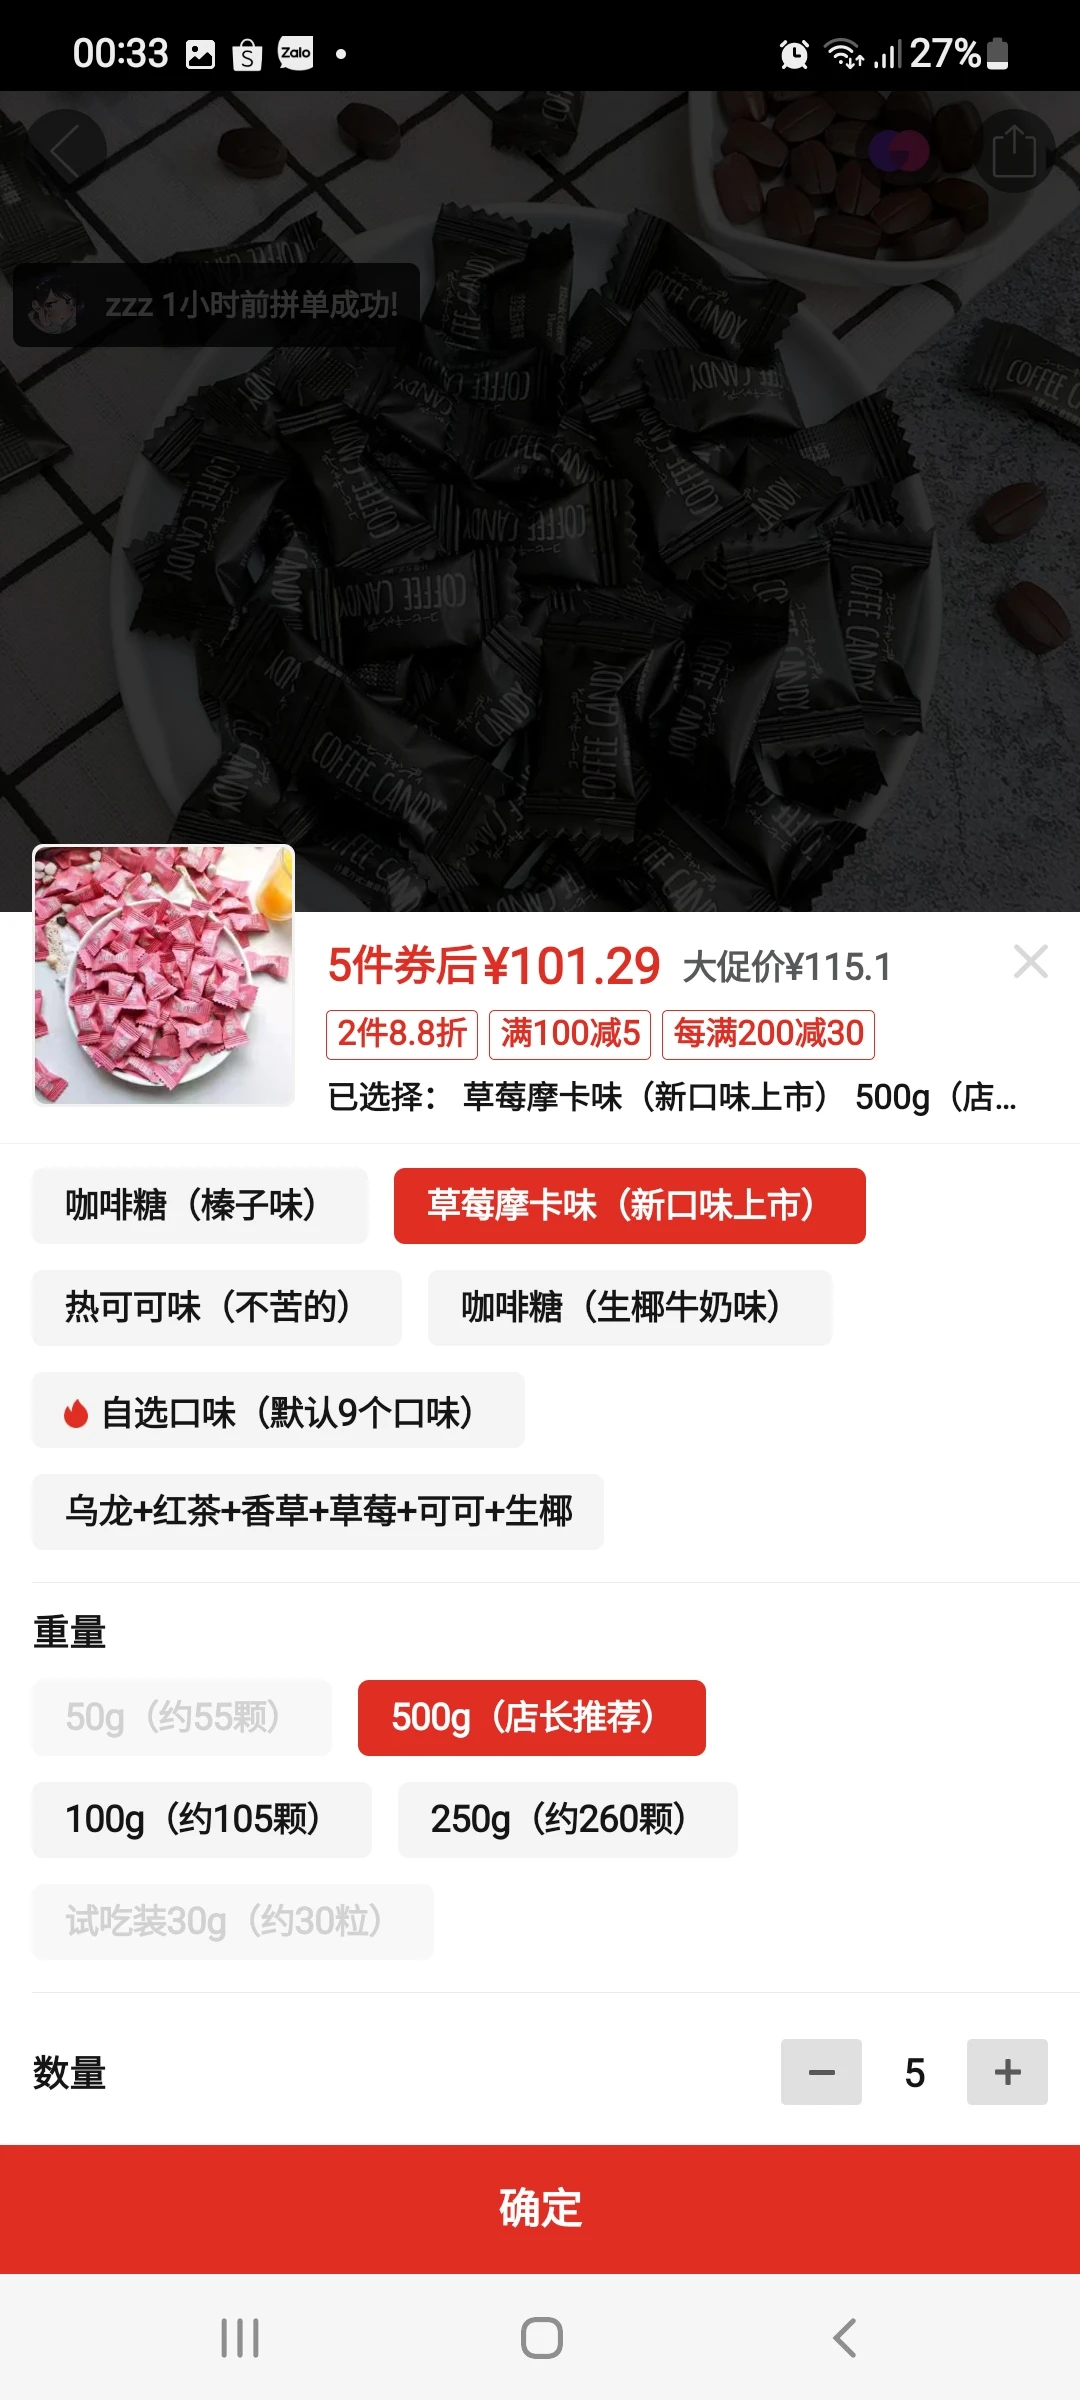 00:33 S Zalo 27%
zzz 1小时前拼单成功!
COFFEE CANDY
5件券后¥101.29 大促价¥115.1
2件8.8折 满100减5 每满200减30
已选择： 草莓摩卡味（新口味上市） 500g（店...
咖啡糖（榛子味） 草莓摩卡味（新口味上市）
热可可味（不苦的） 咖啡糖（生椰牛奶味）
自选口味（默认9个口味）
乌龙+红茶+香草+草莓+可可+生椰
重量
50g（约55颗） 500g（店长推荐）
100g（约105颗） 250g（约260颗）
试吃装30g（约30粒）
数量 5
确定